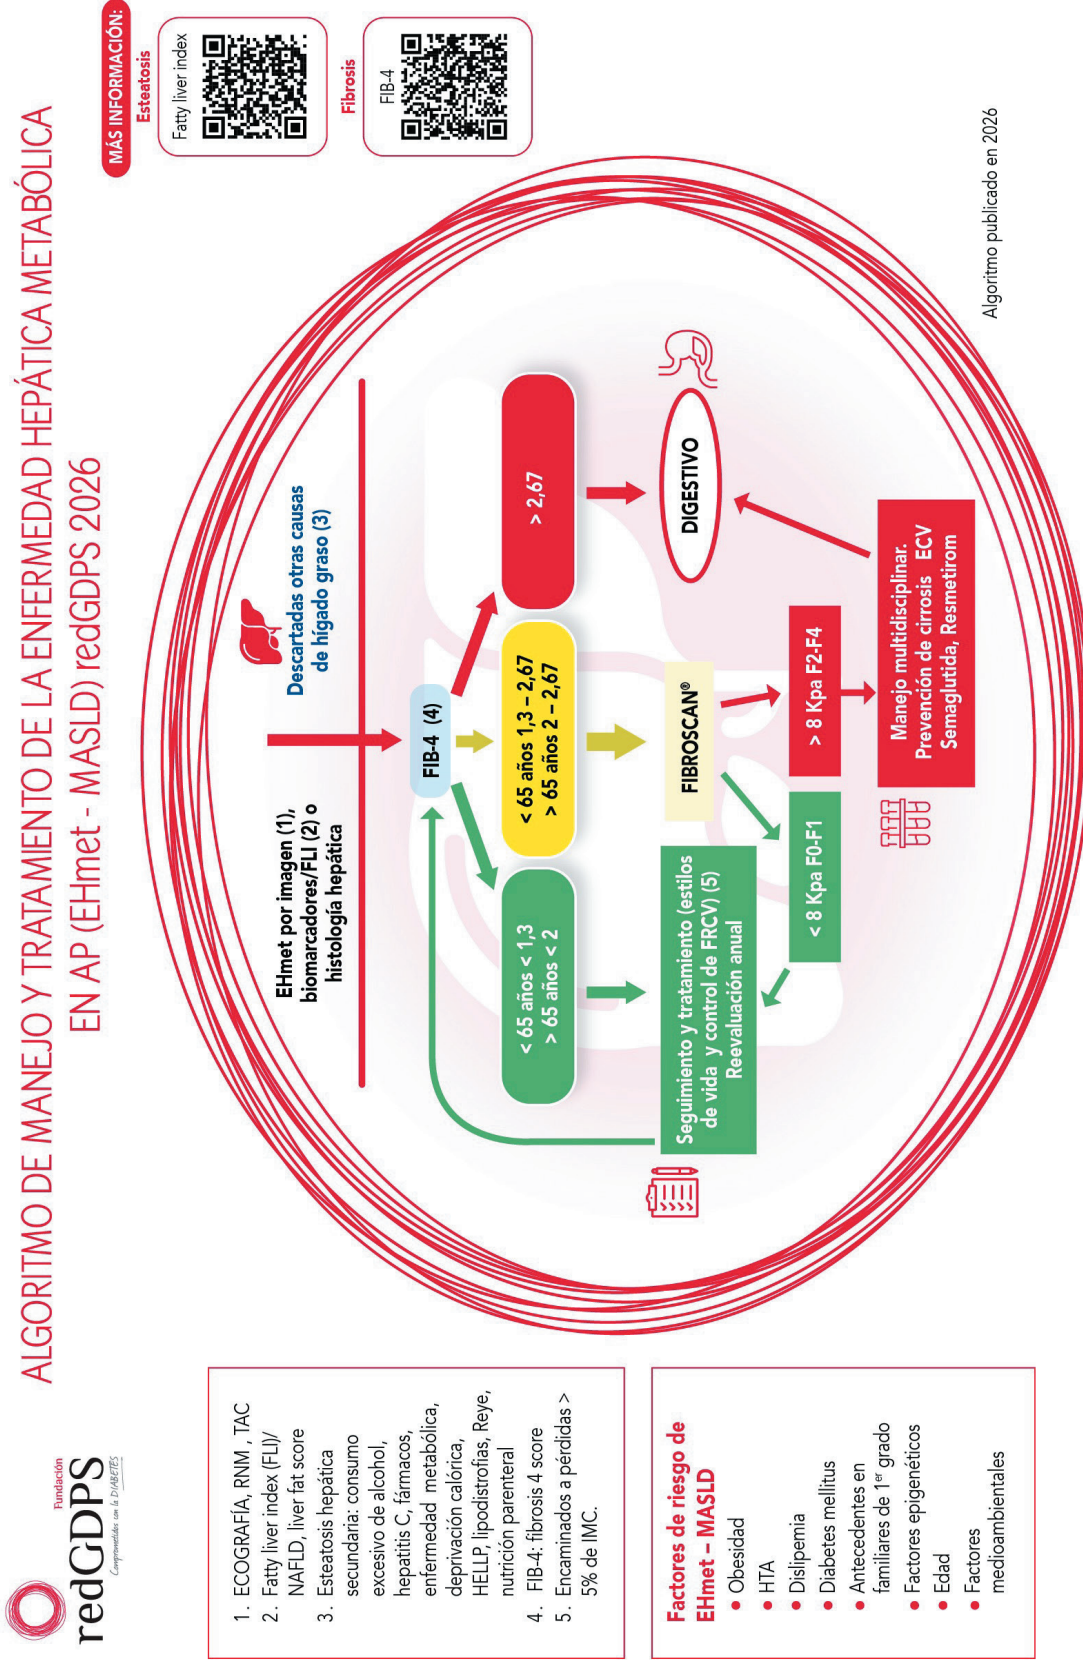 Fundación
redGDPS
Comprometidos con la DIABETES
ALGORITMO DE MANEJO Y TRATAMIENTO DE LA ENFERMEDAD HEPÁTICA METABÓLICA
EN AP (EHmet - MASLD) redGDPS 2026
MÁS INFORMACIÓN:
Esteatosis
Fatty liver index
Fibrosis
FIB-4
1. ECOGRAFÍA, RNM , TAC
2. Fatty liver index (FLI)/
NAFLD, liver fat score
3. Esteatosis hepática
secundaria: consumo
excesivo de alcohol,
hepatitis C, fármacos,
enfermedad metabólica,
deprivación calórica,
HELLP, lipodistrofias, Reye,
nutrición parenteral
4. FIB-4: fibrosis 4 score
5. Encaminados a pérdidas >
5% de IMC.
Factores de riesgo de
EHmet – MASLD
• Obesidad
• HTA
• Dislipemia
• Diabetes mellitus
• Antecedentes en
familiares de 1er grado
• Factores epigenéticos
• Edad
• Factores
medioambientales
EHmet por imagen (1),
biomarcadores/FLI (2) o
histología hepática
Descartadas otras causas
de hígado graso (3)
FIB-4 (4)
< 65 años < 1,3
> 65 años < 2
< 65 años 1,3 – 2,67
> 65 años 2 – 2,67
> 2,67
Seguimiento y tratamiento (estilos
de vida y control de FRCV) (5)
Reevaluación anual
FIBROSCAN®
DIGESTIVO
< 8 Kpa F0-F1
> 8 Kpa F2-F4
Manejo multidisciplinar.
Prevención de cirrosis ECV
Semaglutida, Resmetirom
Algoritmo publicado en 2026